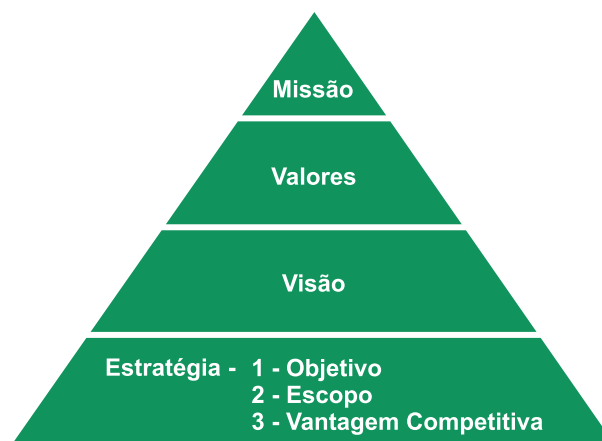 Missão
Valores
Visão
Estratégia - 1 - Objetivo
2 - Escopo
3 - Vantagem Competitiva